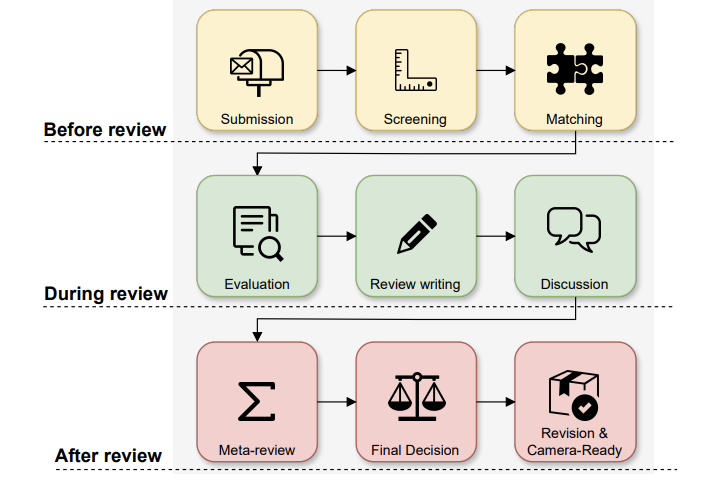 Submission
Screening
Matching
Before review
Evaluation
Review writing
Discussion
During review
Meta-review
Final Decision
Revision &
Camera-Ready
After review